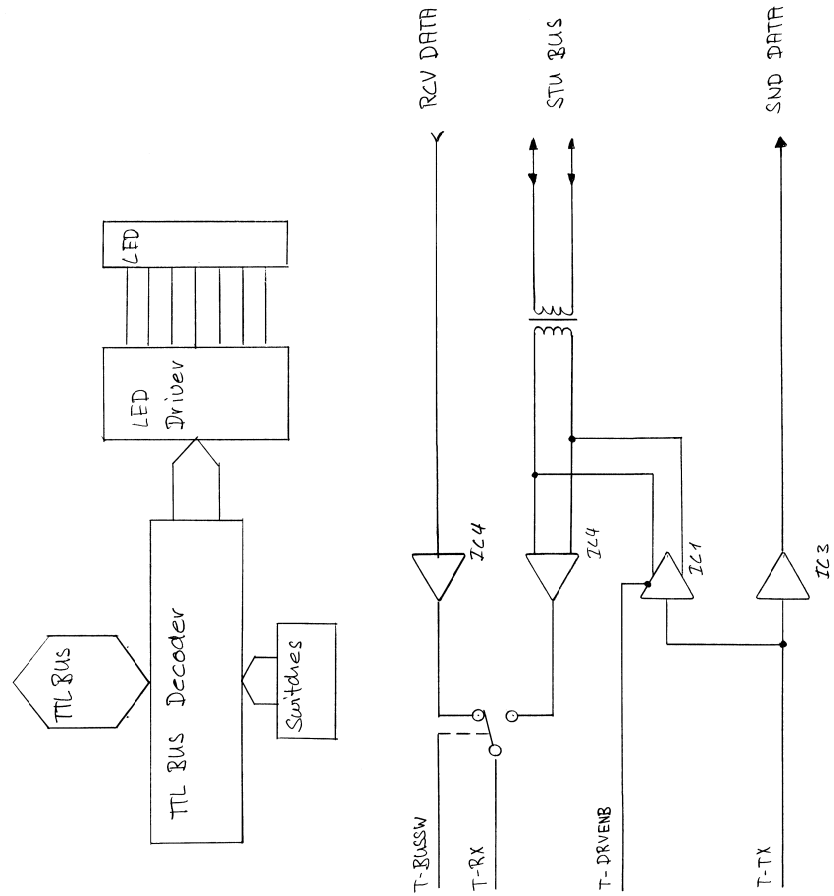 TTL BUS
TTL BUS Decoder
Switches
LED
Driver
LED
RCV DATA
STU BUS
SND DATA
IC4
IC4
IC1
IC3
T-BUSSW
T-RX
T-DRVENB
T-TX